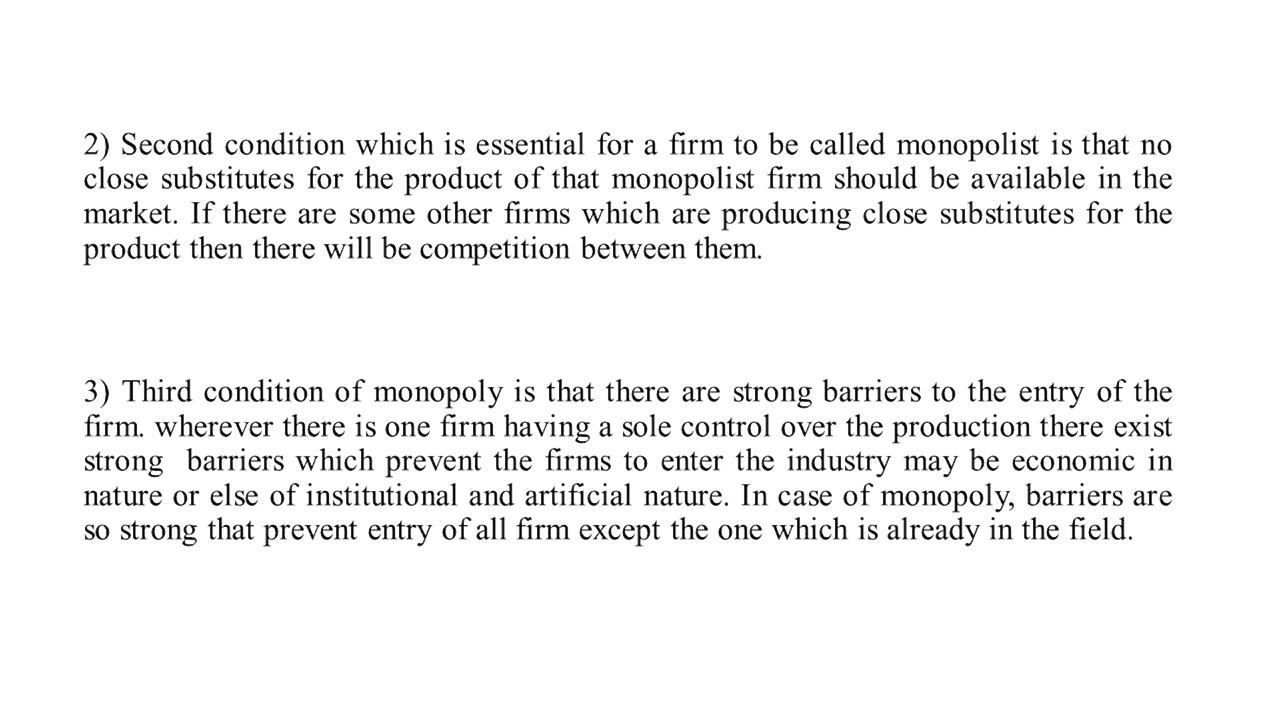 2) Second condition which is essential for a firm to be called monopolist is that no
close substitutes for the product of that monopolist firm should be available in the
market. If there are some other firms which are producing close substitutes for the
product then there will be competition between them.
3) Third condition of monopoly is that there are strong barriers to the entry of the
firm. wherever there is one firm having a sole control over the production there exist
strong  barriers which prevent the firms to enter the industry may be economic in
nature or else of institutional and artificial nature. In case of monopoly, barriers are
so strong that prevent entry of all firm except the one which is already in the field.